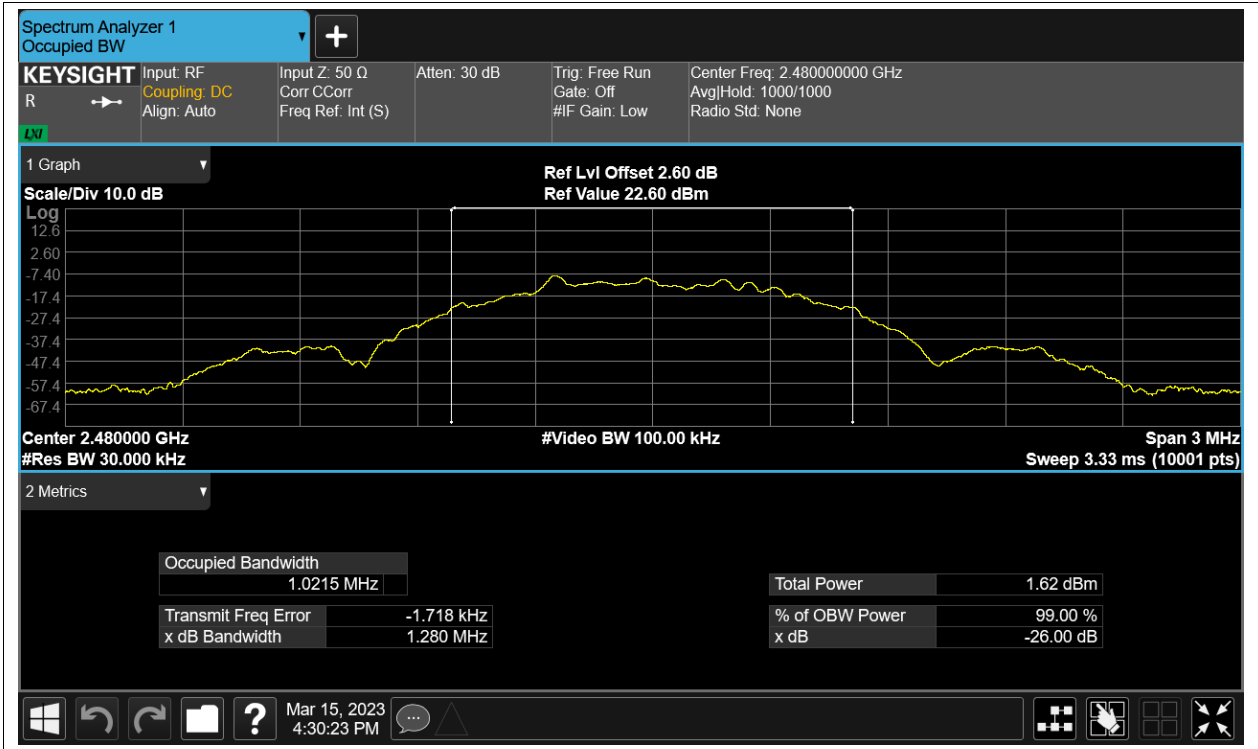 Spectrum Analyzer 1
Occupied BW
KEYSIGHT
R
LXI
Input: RF
Coupling: DC
Align: Auto
Input Z: 50 Ω
Corr CCorr
Freq Ref: Int (S)
Atten: 30 dB
Trig: Free Run
Gate: Off
#IF Gain: Low
Center Freq: 2.480000000 GHz
Avg|Hold: 1000/1000
Radio Std: None
1 Graph
Scale/Div 10.0 dB
Ref Lvl Offset 2.60 dB
Ref Value 22.60 dBm
Log
12.6
2.60
-7.40
-17.4
-27.4
-37.4
-47.4
-57.4
-67.4
Center 2.480000 GHz
#Video BW 100.00 kHz
Span 3 MHz
#Res BW 30.000 kHz
Sweep 3.33 ms (10001 pts)
2 Metrics
Occupied Bandwidth
1.0215 MHz
Transmit Freq Error -1.718 kHz
x dB Bandwidth 1.280 MHz
Total Power 1.62 dBm
% of OBW Power 99.00 %
x dB -26.00 dB
?
Mar 15, 2023
4:30:23 PM